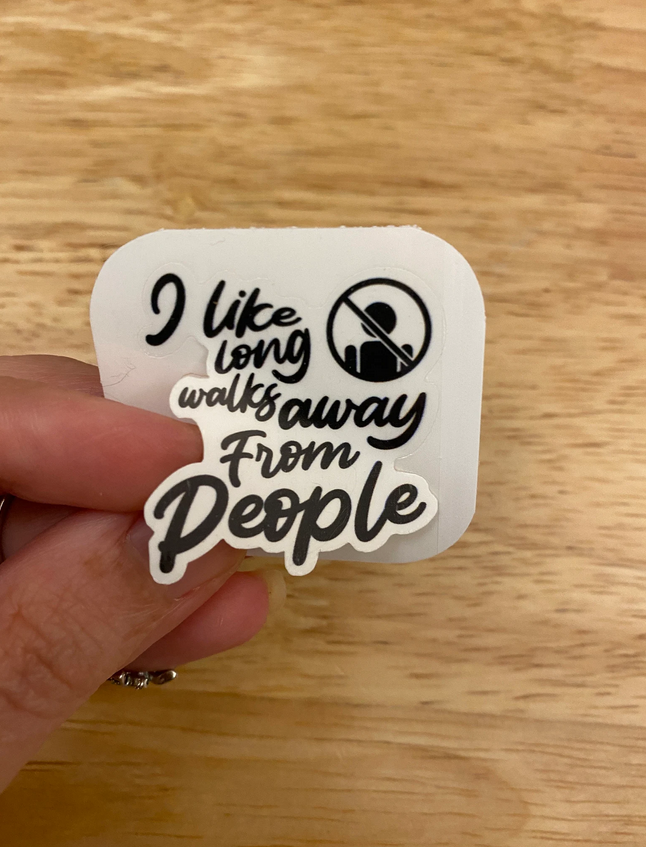 I like
long
walks away
From
People